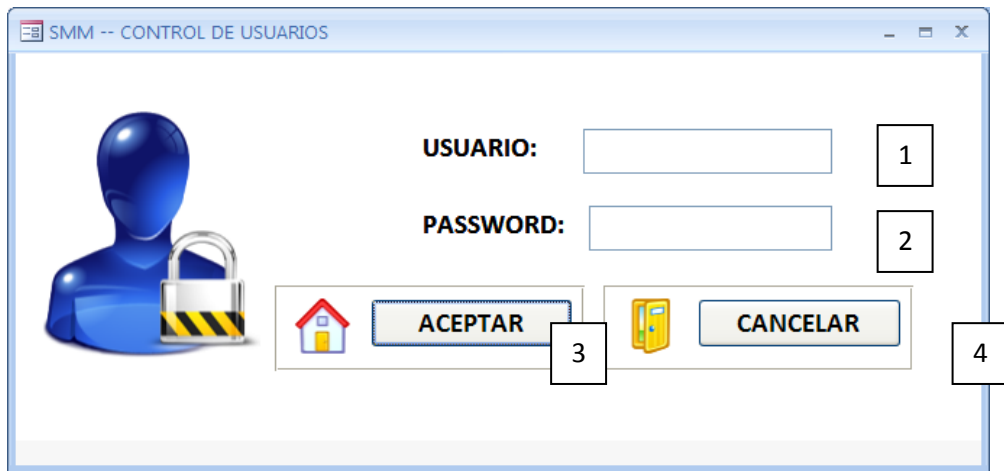 SMM -- CONTROL DE USUARIOS
USUARIO:
1
PASSWORD:
2
ACEPTAR
3
CANCELAR
4